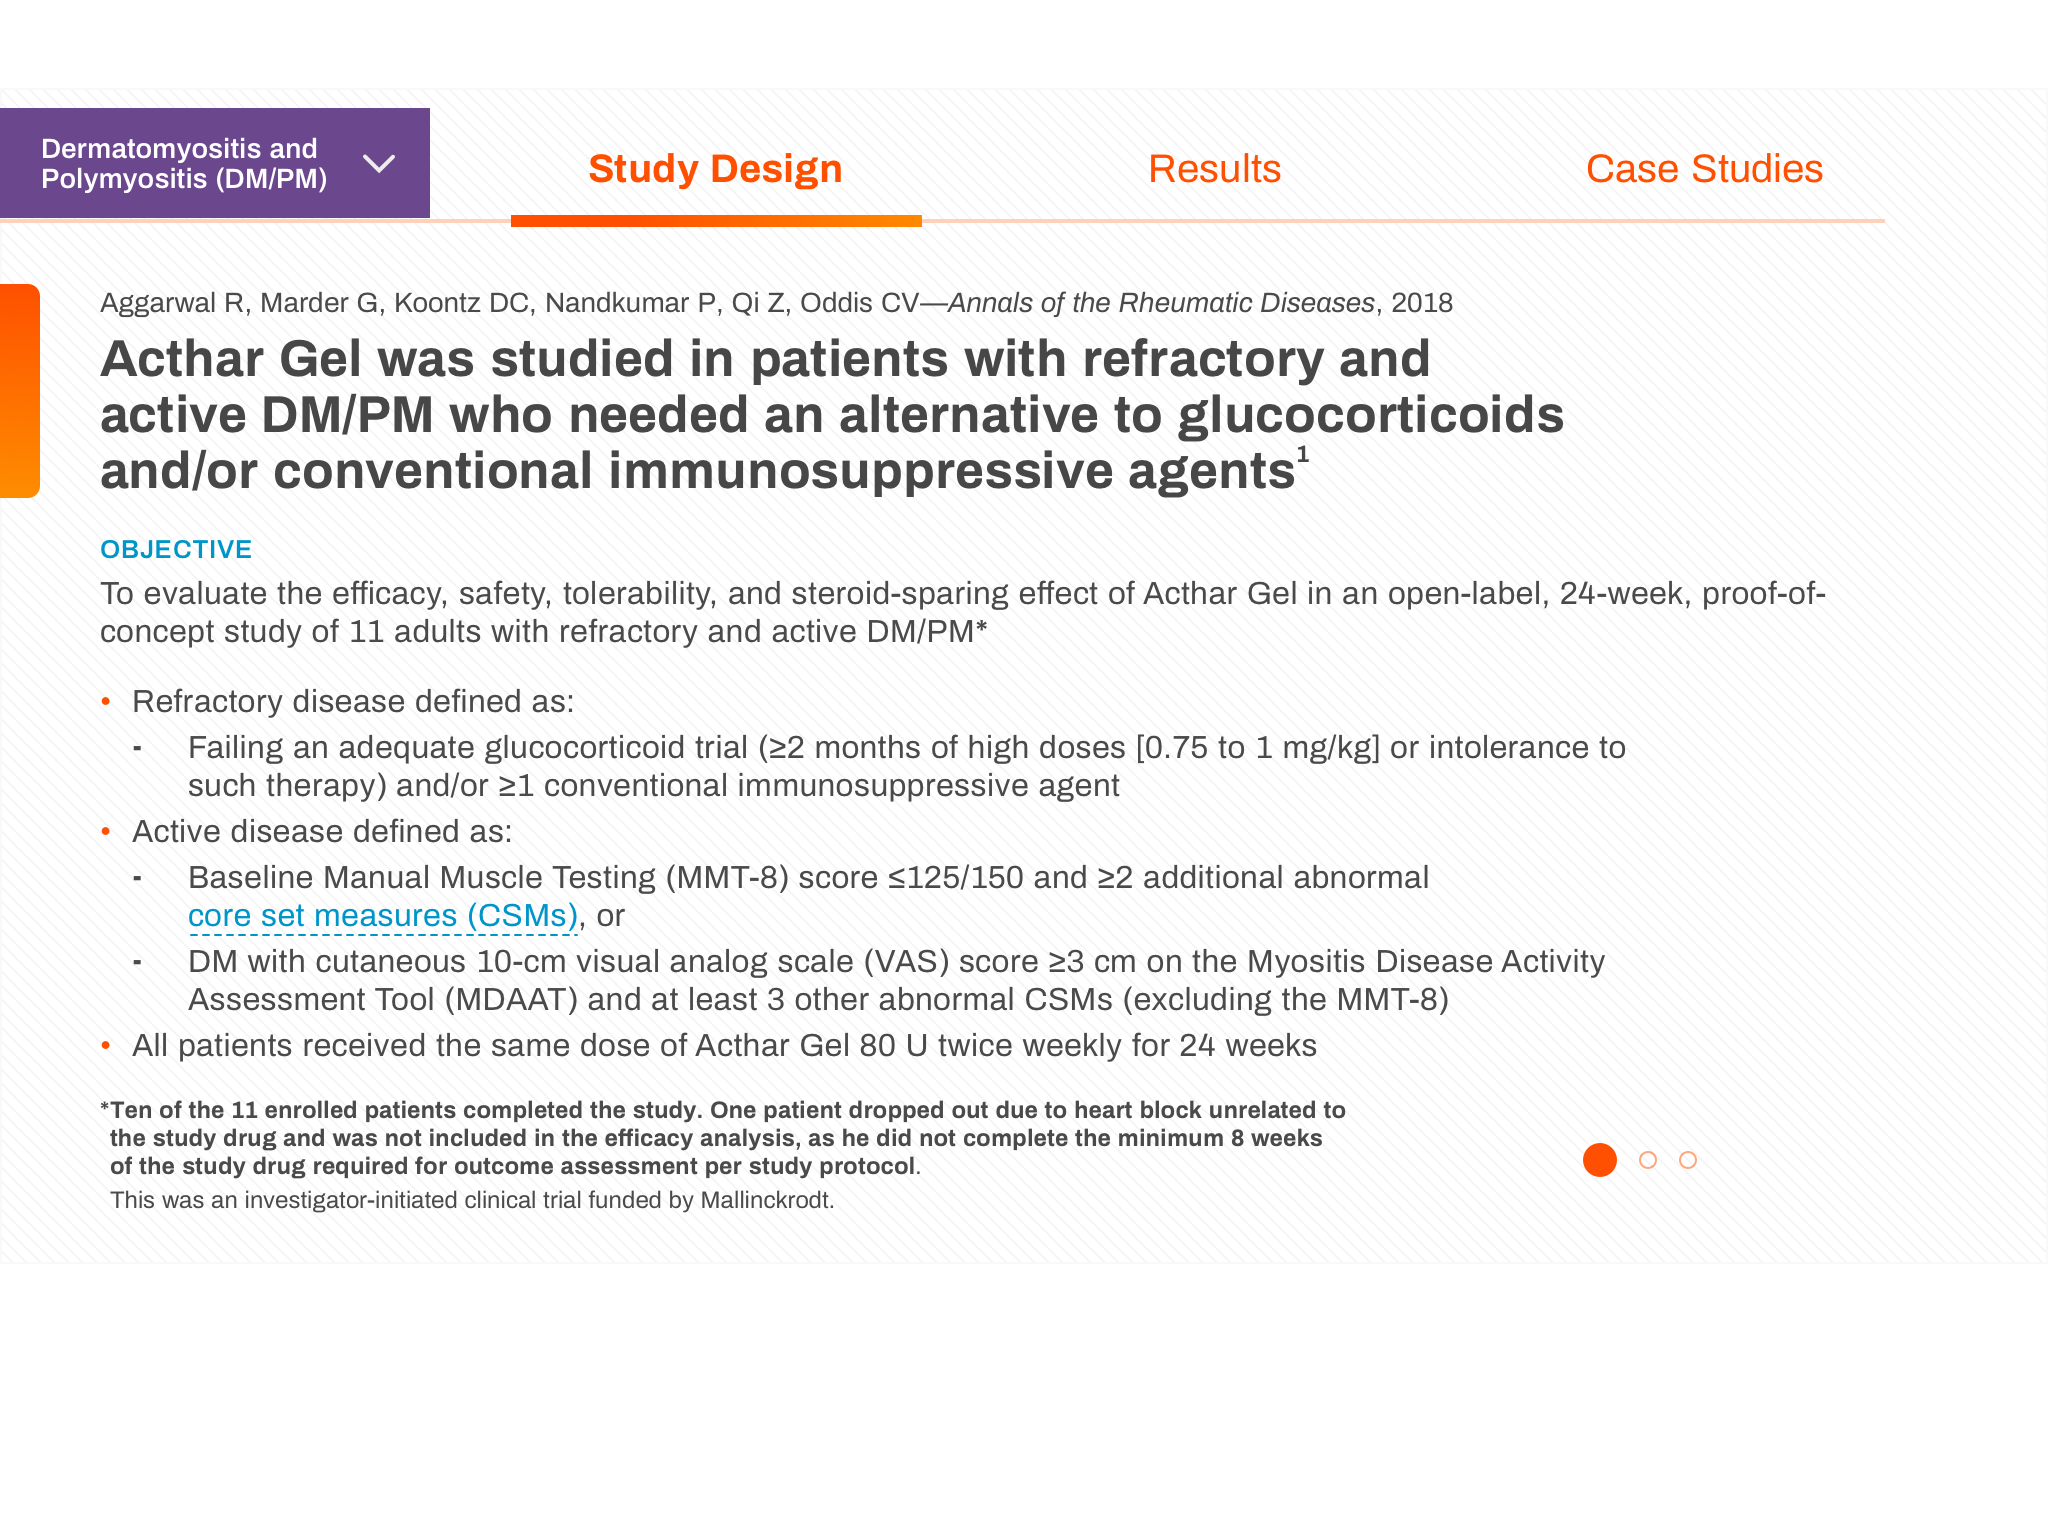 Dermatomyositis and
Polymyositis (DM/PM)
Study Design
Results
Case Studies
Aggarwal R, Marder G, Koontz DC, Nandkumar P, Qi Z, Oddis CV—Annals of the Rheumatic Diseases, 2018
Acthar Gel was studied in patients with refractory and
active DM/PM who needed an alternative to glucocorticoids
and/or conventional immunosuppressive agents¹
OBJECTIVE
To evaluate the efficacy, safety, tolerability, and steroid-sparing effect of Acthar Gel in an open-label, 24-week, proof-of-
concept study of 11 adults with refractory and active DM/PM*
• Refractory disease defined as:
- Failing an adequate glucocorticoid trial (≥2 months of high doses [0.75 to 1 mg/kg] or intolerance to
such therapy) and/or ≥1 conventional immunosuppressive agent
• Active disease defined as:
- Baseline Manual Muscle Testing (MMT-8) score ≤125/150 and ≥2 additional abnormal
core set measures (CSMs), or
- DM with cutaneous 10-cm visual analog scale (VAS) score ≥3 cm on the Myositis Disease Activity
Assessment Tool (MDAAT) and at least 3 other abnormal CSMs (excluding the MMT-8)
• All patients received the same dose of Acthar Gel 80 U twice weekly for 24 weeks
*Ten of the 11 enrolled patients completed the study. One patient dropped out due to heart block unrelated to
the study drug and was not included in the efficacy analysis, as he did not complete the minimum 8 weeks
of the study drug required for outcome assessment per study protocol.
This was an investigator-initiated clinical trial funded by Mallinckrodt.